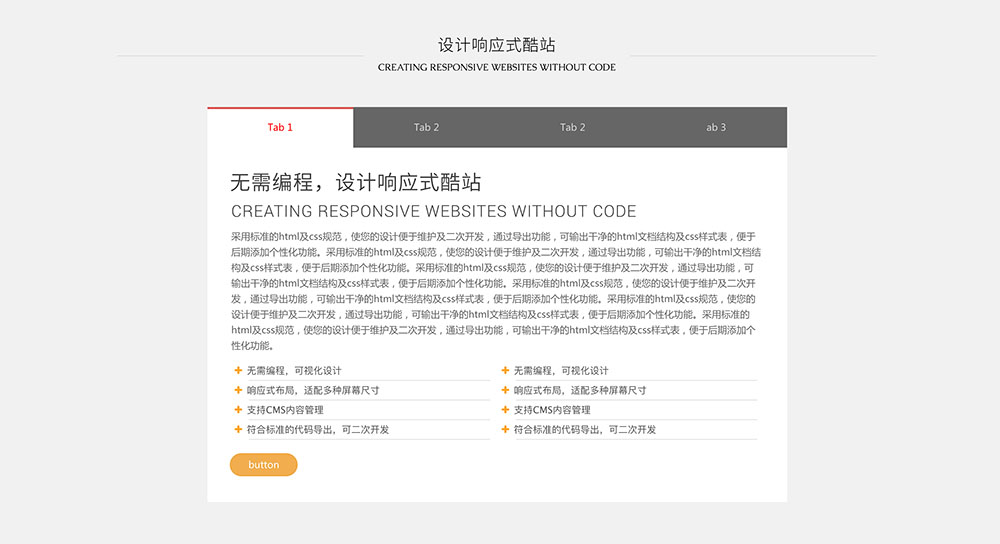 设计响应式酷站
CREATING RESPONSIVE WEBSITES WITHOUT CODE
Tab 1
Tab 2
Tab 2
ab 3
无需编程，设计响应式酷站
CREATING RESPONSIVE WEBSITES WITHOUT CODE
采用标准的html及css规范，使您的设计便于维护及二次开发，通过导出功能，可输出干净的html文档结构及css样式表，便于
后期添加个性化功能。采用标准的html及css规范，使您的设计便于维护及二次开发，通过导出功能，可输出干净的html文档结
构及css样式表，便于后期添加个性化功能。采用标准的html及css规范，使您的设计便于维护及二次开发，通过导出功能，可
输出干净的html文档结构及css样式表，便于后期添加个性化功能。采用标准的html及css规范，使您的设计便于维护及二次开
发，通过导出功能，可输出干净的html文档结构及css样式表，便于后期添加个性化功能。采用标准的html及css规范，使您的
设计便于维护及二次开发，通过导出功能，可输出干净的html文档结构及css样式表，便于后期添加个性化功能。采用标准的
html及css规范，使您的设计便于维护及二次开发，通过导出功能，可输出干净的html文档结构及css样式表，便于后期添加个
性化功能。
无需编程，可视化设计
响应式布局，适配多种屏幕尺寸
支持CMS内容管理
符合标准的代码导出，可二次开发
无需编程，可视化设计
响应式布局，适配多种屏幕尺寸
支持CMS内容管理
符合标准的代码导出，可二次开发
button